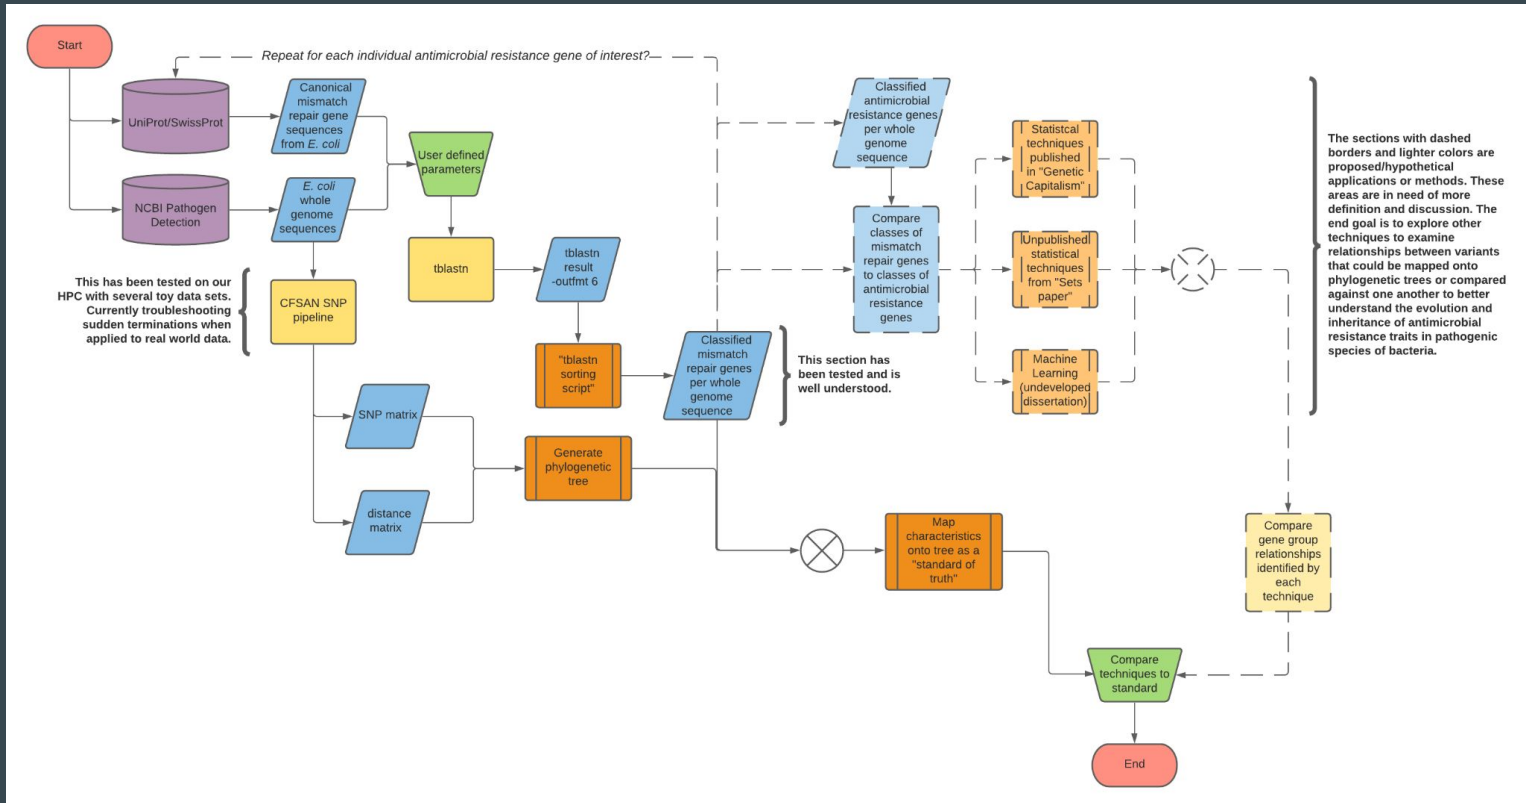 Start
Repeat for each individual antimicrobial resistance gene of interest?
UniProt/SwissProt
Canonical
mismatch
repair gene
sequences
from E. coli
NCBI Pathogen
Detection
E. coli
whole
genome
sequences
User defined
parameters
tblastn
tblastn
result
-outfmt 6
"tblastn
sorting
script"
Classified
mismatch
repair genes
per whole
genome
sequence
This section has
been tested and is
well understood.
This has been tested on our
HPC with several toy data sets.
Currently troubleshooting
sudden terminations when
applied to real world data.
CFSAN SNP
pipeline
SNP matrix
distance
matrix
Generate
phylogenetic
tree
Map
characteristics
onto tree as a
"standard of
truth"
Classified
antimicrobial
resistance genes
per whole
genome
sequence
Compare
classes of
mismatch
repair genes
to classes of
antimicrobial
resistance
genes
Statistcal
techniques
published
in "Genetic
Capitalism"
Unpublished
statistical
techniques
from "Sets
paper"
Machine
Learning
(undeveloped
dissertation)
The sections with dashed
borders and lighter colors are
proposed/hypothetical
applications or methods. These
areas are in need of more
definition and discussion. The
end goal is to explore other
techniques to examine
relationships between variants
that could be mapped onto
phylogenetic trees or compared
against one another to better
understand the evolution and
inheritance of antimicrobial
resistance traits in pathogenic
species of bacteria.
Compare
gene group
relationships
identified by
each
technique
Compare
techniques to
standard
End